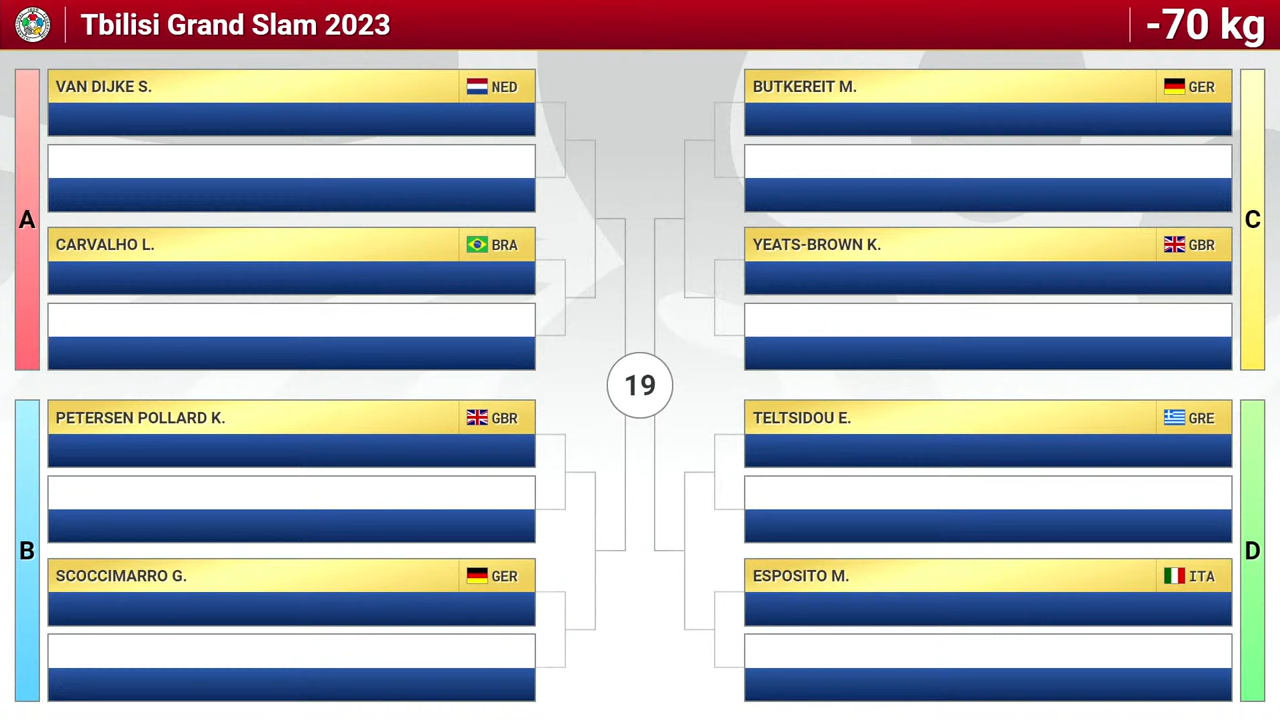 Tbilisi Grand Slam 2023
-70 kg
A
VAN DIJKE S. NED
CARVALHO L. BRA
B
PETERSEN POLLARD K. GBR
SCOCCIMARRO G. GER
19
C
BUTKEREIT M. GER
YEATS-BROWN K. GBR
D
TELTSIDOU E. GRE
ESPOSITO M. ITA